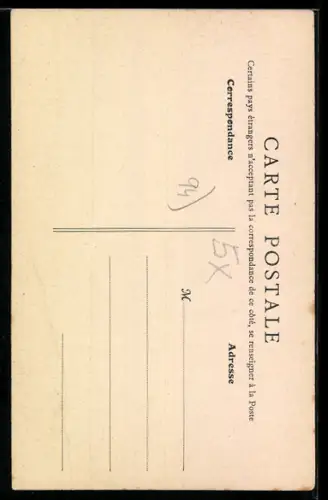 CARTE POSTALE
Certains pays étrangers n'acceptant pas la correspondance de ce côté, se renseigner à la Poste
Correspondance
Adresse
94)
5X
M